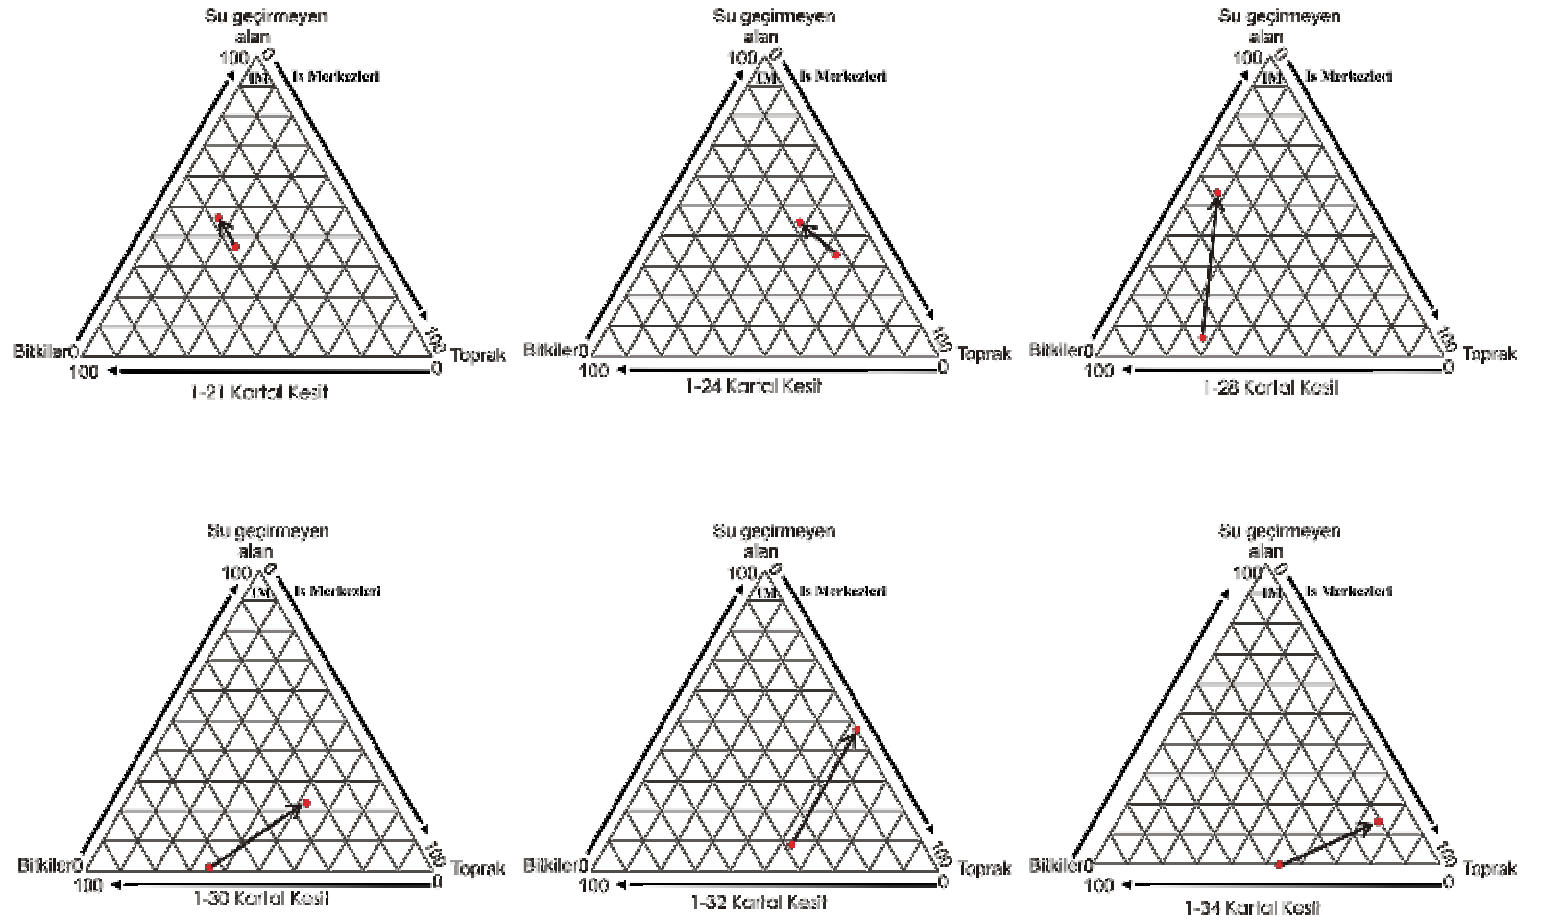 Su geçirmeyen
alan
100 0
İM İş Merkezleri
Bitkiler 0
100 Toprak
100 0
1-21 Kartal Kesit
Su geçirmeyen
alan
100 0
İM İş Merkezleri
Bitkiler 0
100 Toprak
100 0
1-24 Kartal Kesit
Su geçirmeyen
alan
100 0
İM İş Merkezleri
Bitkiler 0
100 Toprak
100 0
1-28 Kartal Kesit
Su geçirmeyen
alan
100 0
İM İş Merkezleri
Bitkiler 0
100 Toprak
100 0
1-30 Kartal Kesit
Su geçirmeyen
alan
100 0
İM İş Merkezleri
Bitkiler 0
100 Toprak
100 0
1-32 Kartal Kesit
Su geçirmeyen
alan
100 0
İM İş Merkezleri
Bitkiler 0
100 Toprak
100 0
1-34 Kartal Kesit